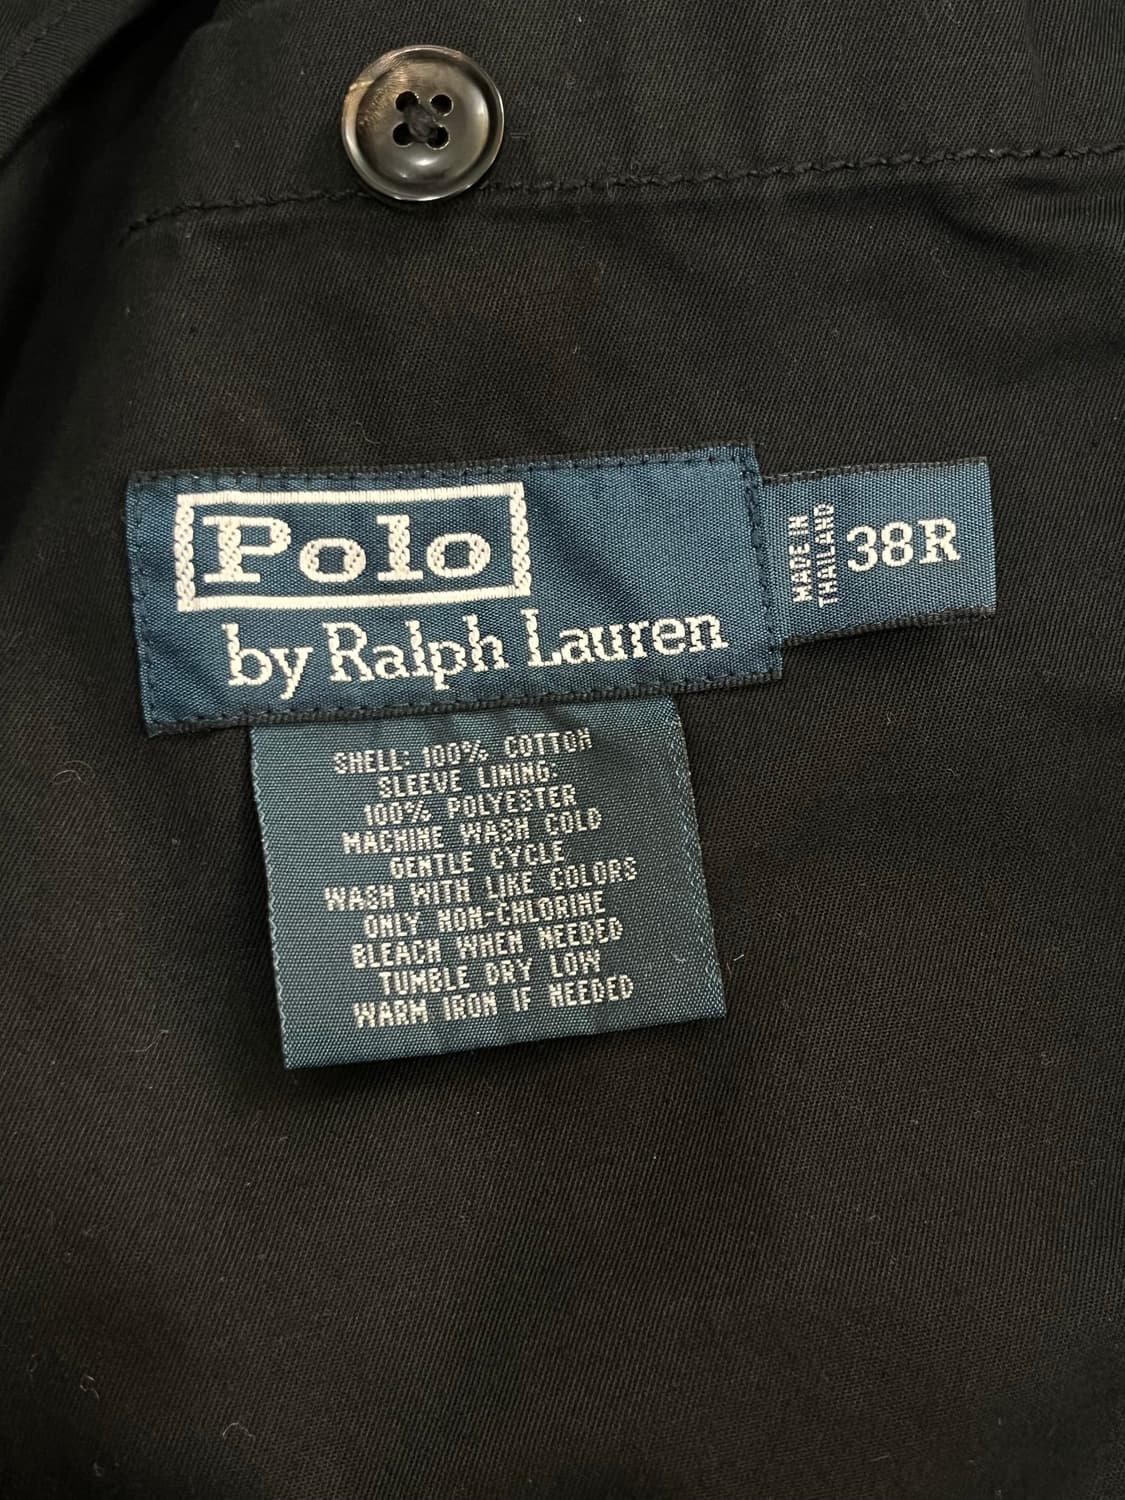 Polo
by Ralph Lauren
MADE IN
THAILAND
38R
SHELL: 100% COTTON
SLEEVE LINING:
100% POLYESTER
MACHINE WASH COLD
GENTLE CYCLE
WASH WITH LIKE COLORS
ONLY NON-CHLORINE
BLEACH WHEN NEEDED
TUMBLE DRY LOW
WARM IRON IF NEEDED